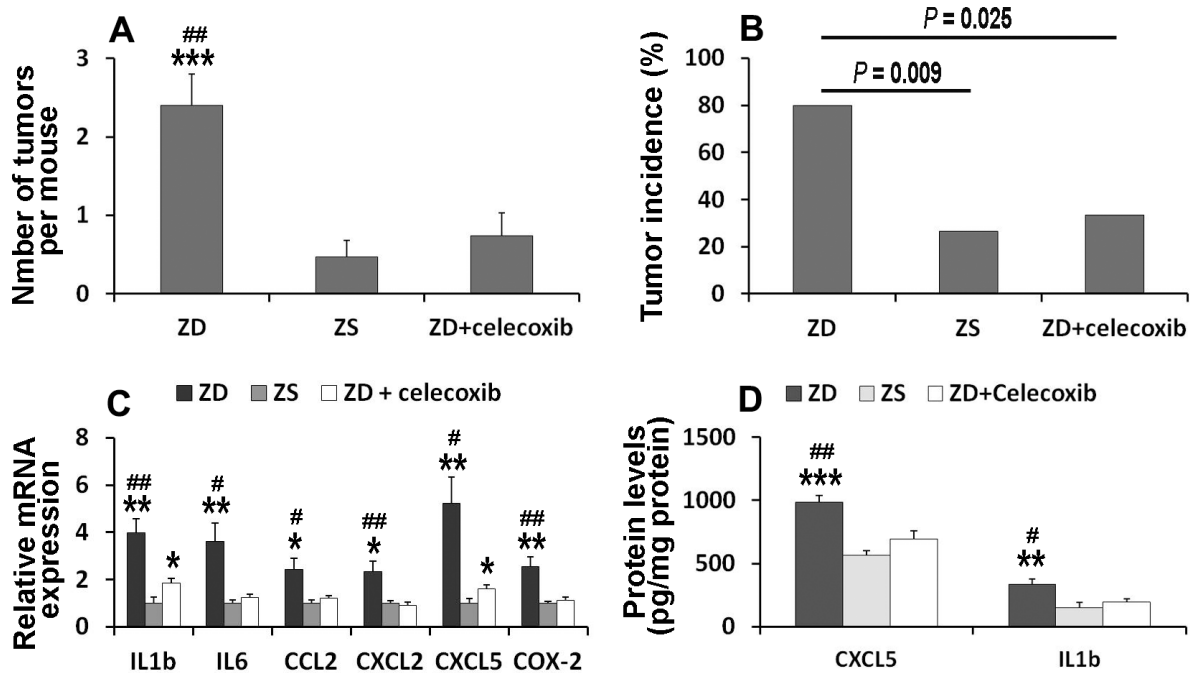 A
Nmber of tumors
per mouse
3
2
1
0
##
***
ZD
ZS
ZD+celecoxib
B
Tumor incidence (%)
100
80
60
40
20
0
P = 0.025
P = 0.009
ZD
ZS
ZD+celecoxib
C
ZD
ZS
ZD + celecoxib
Relative mRNA
expression
8
6
4
2
0
##
**
*
#
**
#
*
##
*
#
**
*
##
**
IL1b
IL6
CCL2
CXCL2
CXCL5
COX-2
D
ZD
ZS
ZD+Celecoxib
Protein levels
(pg/mg protein)
1500
1000
500
0
##
***
#
**
CXCL5
IL1b